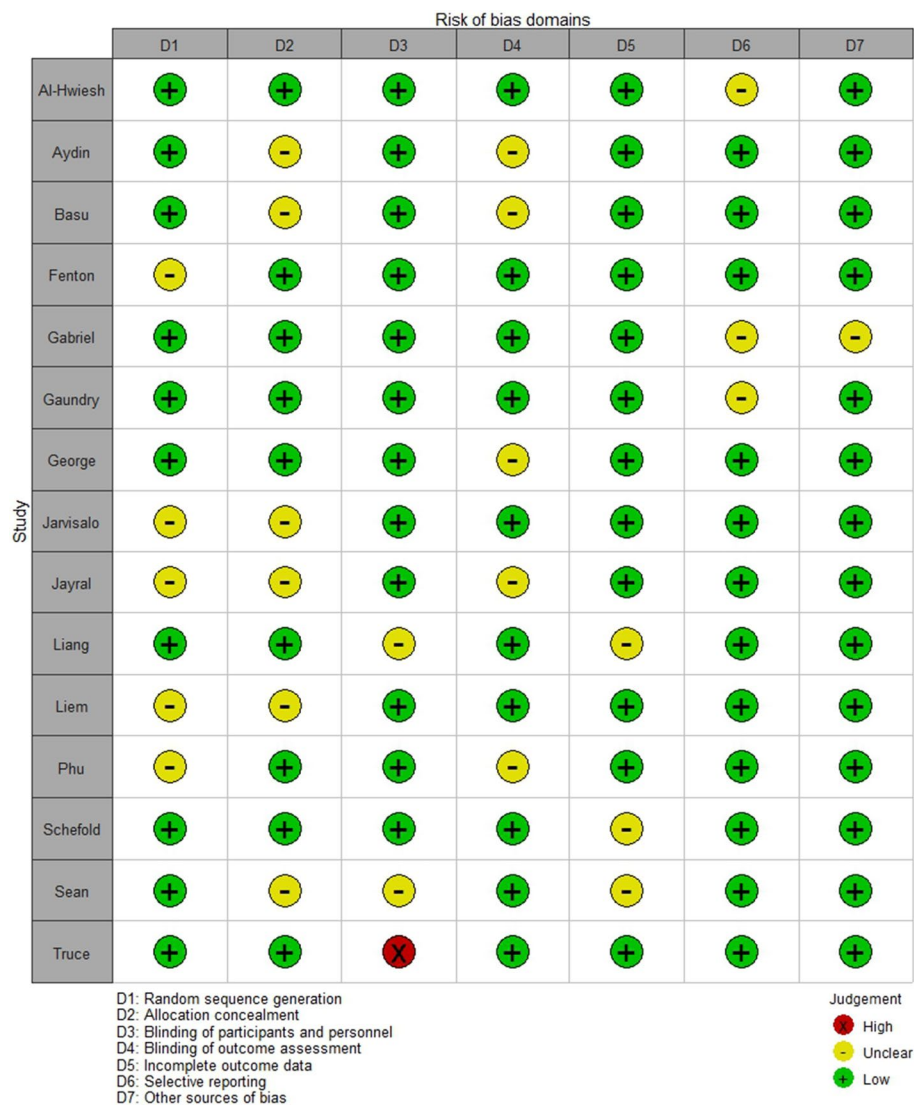 Risk of bias domains
D1 D2 D3 D4 D5 D6 D7
Study
Al-Hwiesh + + + + + - +
Aydin + - + - + + +
Basu + - + - + + +
Fenton - + + + + + +
Gabriel + + + + + - -
Gaundry + + + + + - +
George + + + - + + +
Jarvisalo - - + + + + +
Jayral - - + - + + +
Liang + + - + - + +
Liem - - + + + + +
Phu - + + - + + +
Schefold + + + + - + +
Sean + - - + - + +
Truce + + X + + + +
D1: Random sequence generation
D2: Allocation concealment
D3: Blinding of participants and personnel
D4: Blinding of outcome assessment
D5: Incomplete outcome data
D6: Selective reporting
D7: Other sources of bias
Judgement
X High
- Unclear
+ Low